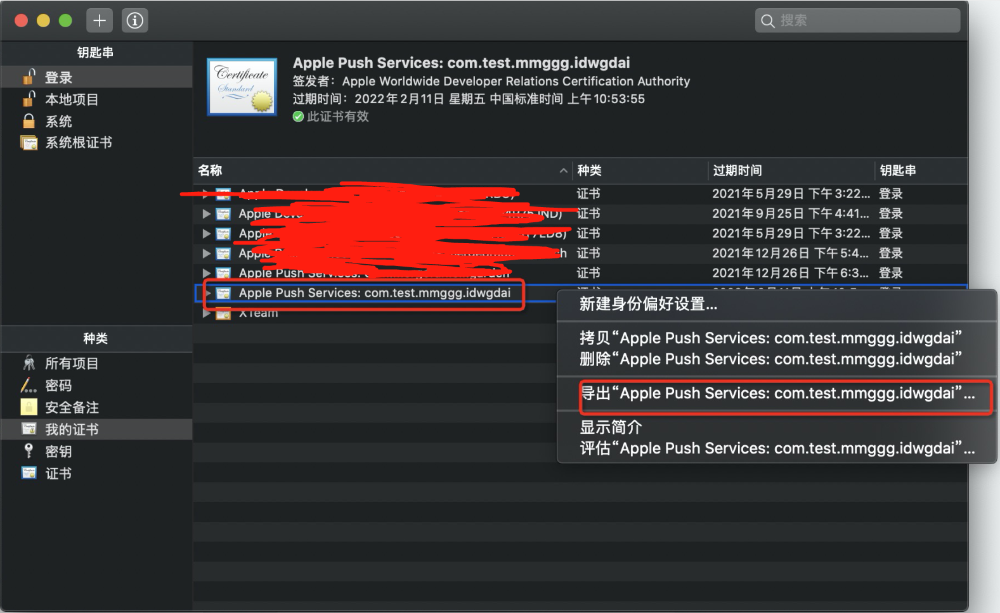 搜索
钥匙串
登录
本地项目
系统
系统根证书
Certificate
Standard
Apple Push Services: com.test.mmggg.idwgdai
签发者：Apple Worldwide Developer Relations Certification Authority
过期时间：2022年2月11日 星期五 中国标准时间 上午10:53:55
此证书有效
名称 种类 过期时间 钥匙串
证书 2021年5月29日 下午3:22... 登录
Apple 证书 2021年9月25日 下午4:41... 登录
证书 2021年5月29日 下午3:22... 登录
证书 2021年12月26日 下午5:4... 登录
Apple Push Services: 证书 2021年12月26日 下午6:3... 登录
Apple Push Services: com.test.mmggg.idwgdai
XTeam
新建身份偏好设置...
拷贝“Apple Push Services: com.test.mmggg.idwgdai”
删除“Apple Push Services: com.test.mmggg.idwgdai”
导出“Apple Push Services: com.test.mmggg.idwgdai”...
显示简介
评估“Apple Push Services: com.test.mmggg.idwgdai”...
种类
所有项目
密码
安全备注
我的证书
密钥
证书